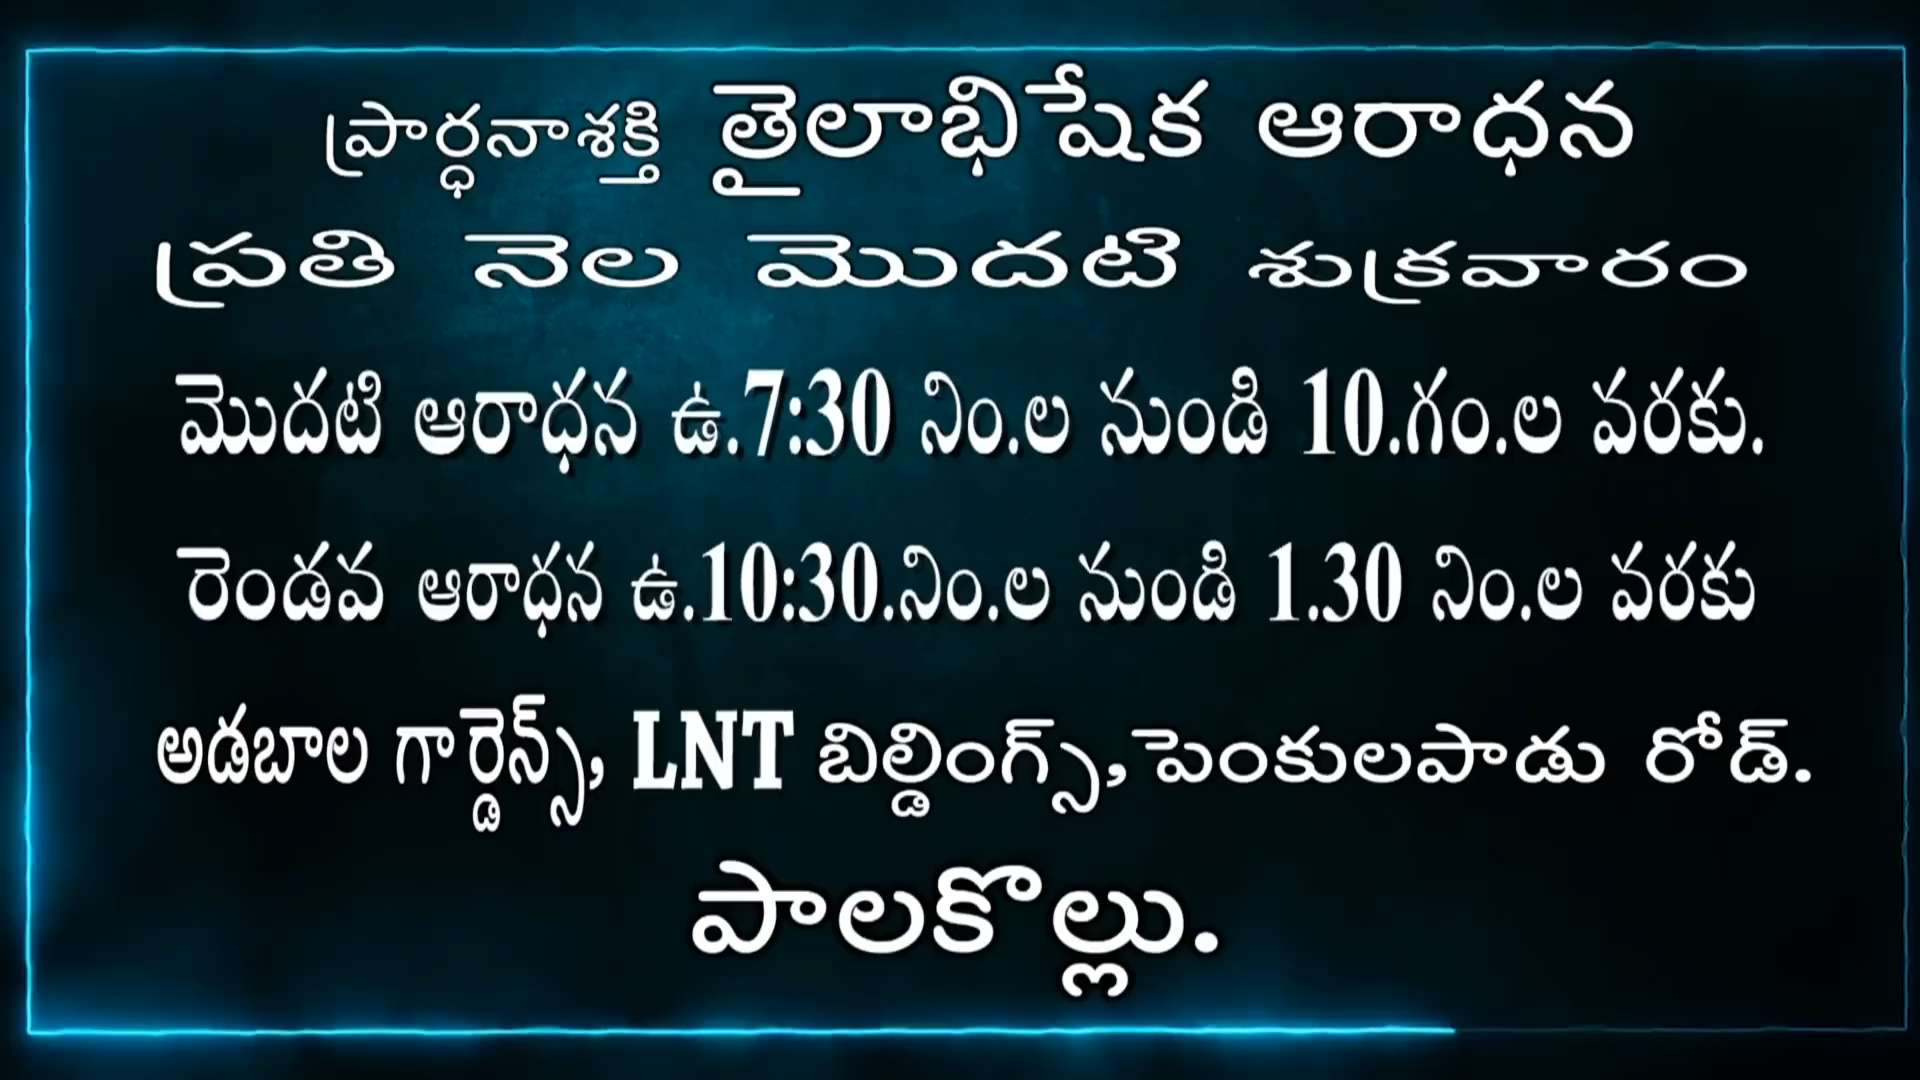 ప్రార్ధనాశక్తి తైలాభిషేక ఆరాధన
ప్రతి నెల మొదటి శుక్రవారం
మొదటి ఆరాధన ఉ.7:30 నిం.ల నుండి 10.గం.ల వరకు.
రెండవ ఆరాధన ఉ.10:30.నిం.ల నుండి 1.30 నిం.ల వరకు
అడబాల గార్డెన్స్, LNT బిల్డింగ్స్,పెంకులపాడు రోడ్.
పాలకొల్లు.